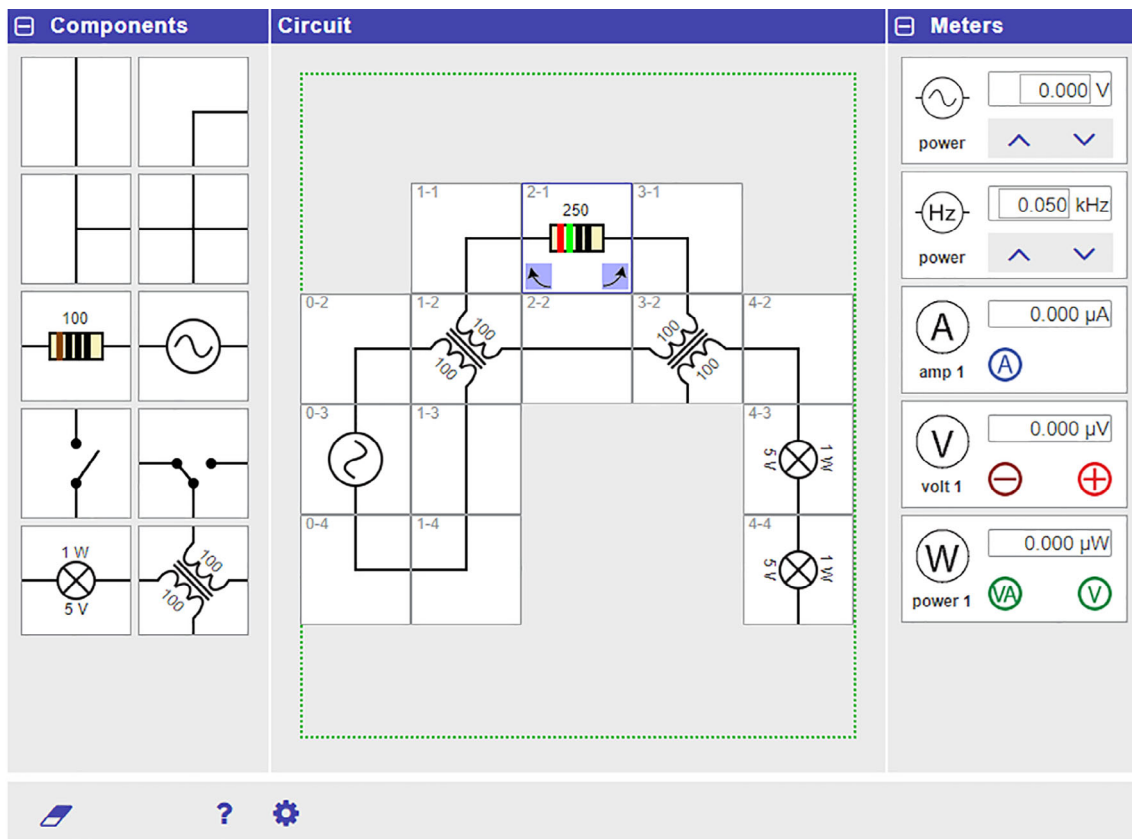 Components
Circuit
Meters
100
1 W
5 V
100
100
1-1
2-1
3-1
250
0-2
1-2
2-2
3-2
4-2
100
100
100
100
0-3
1-3
4-3
1 W
5 V
0-4
1-4
4-4
1 W
5 V
0.000 V
power
Hz
0.050 kHz
power
A
0.000 µA
amp 1
A
V
0.000 µV
volt 1
W
0.000 µW
power 1
VA
V
?